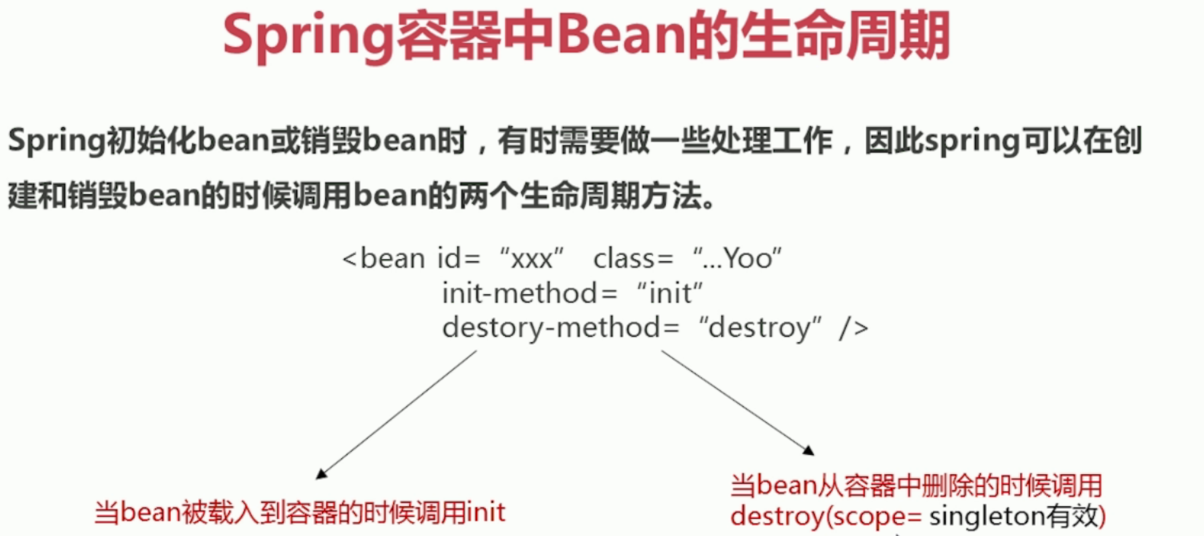 Spring容器中Bean的生命周期
Spring初始化bean或销毁bean时，有时需要做一些处理工作，因此spring可以在创
建和销毁bean的时候调用bean的两个生命周期方法。
<bean id= “xxx” class= “...Yoo”
init-method= “init”
destory-method= “destroy” />
当bean被载入到容器的时候调用init
当bean从容器中删除的时候调用
destroy(scope= singleton有效)